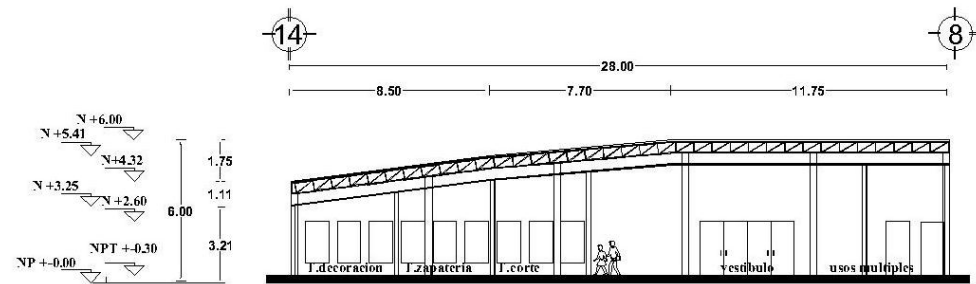 14
8
28.00
8.50
7.70
11.75
N +6.00
N +5.41
N+4.32
N +3.25
N +2.60
NPT +-0.30
NP +-0.00
6.00
1.75
1.11
3.21
T.decoracion
T.zapateria
T.corte
vestibulo
usos multiples